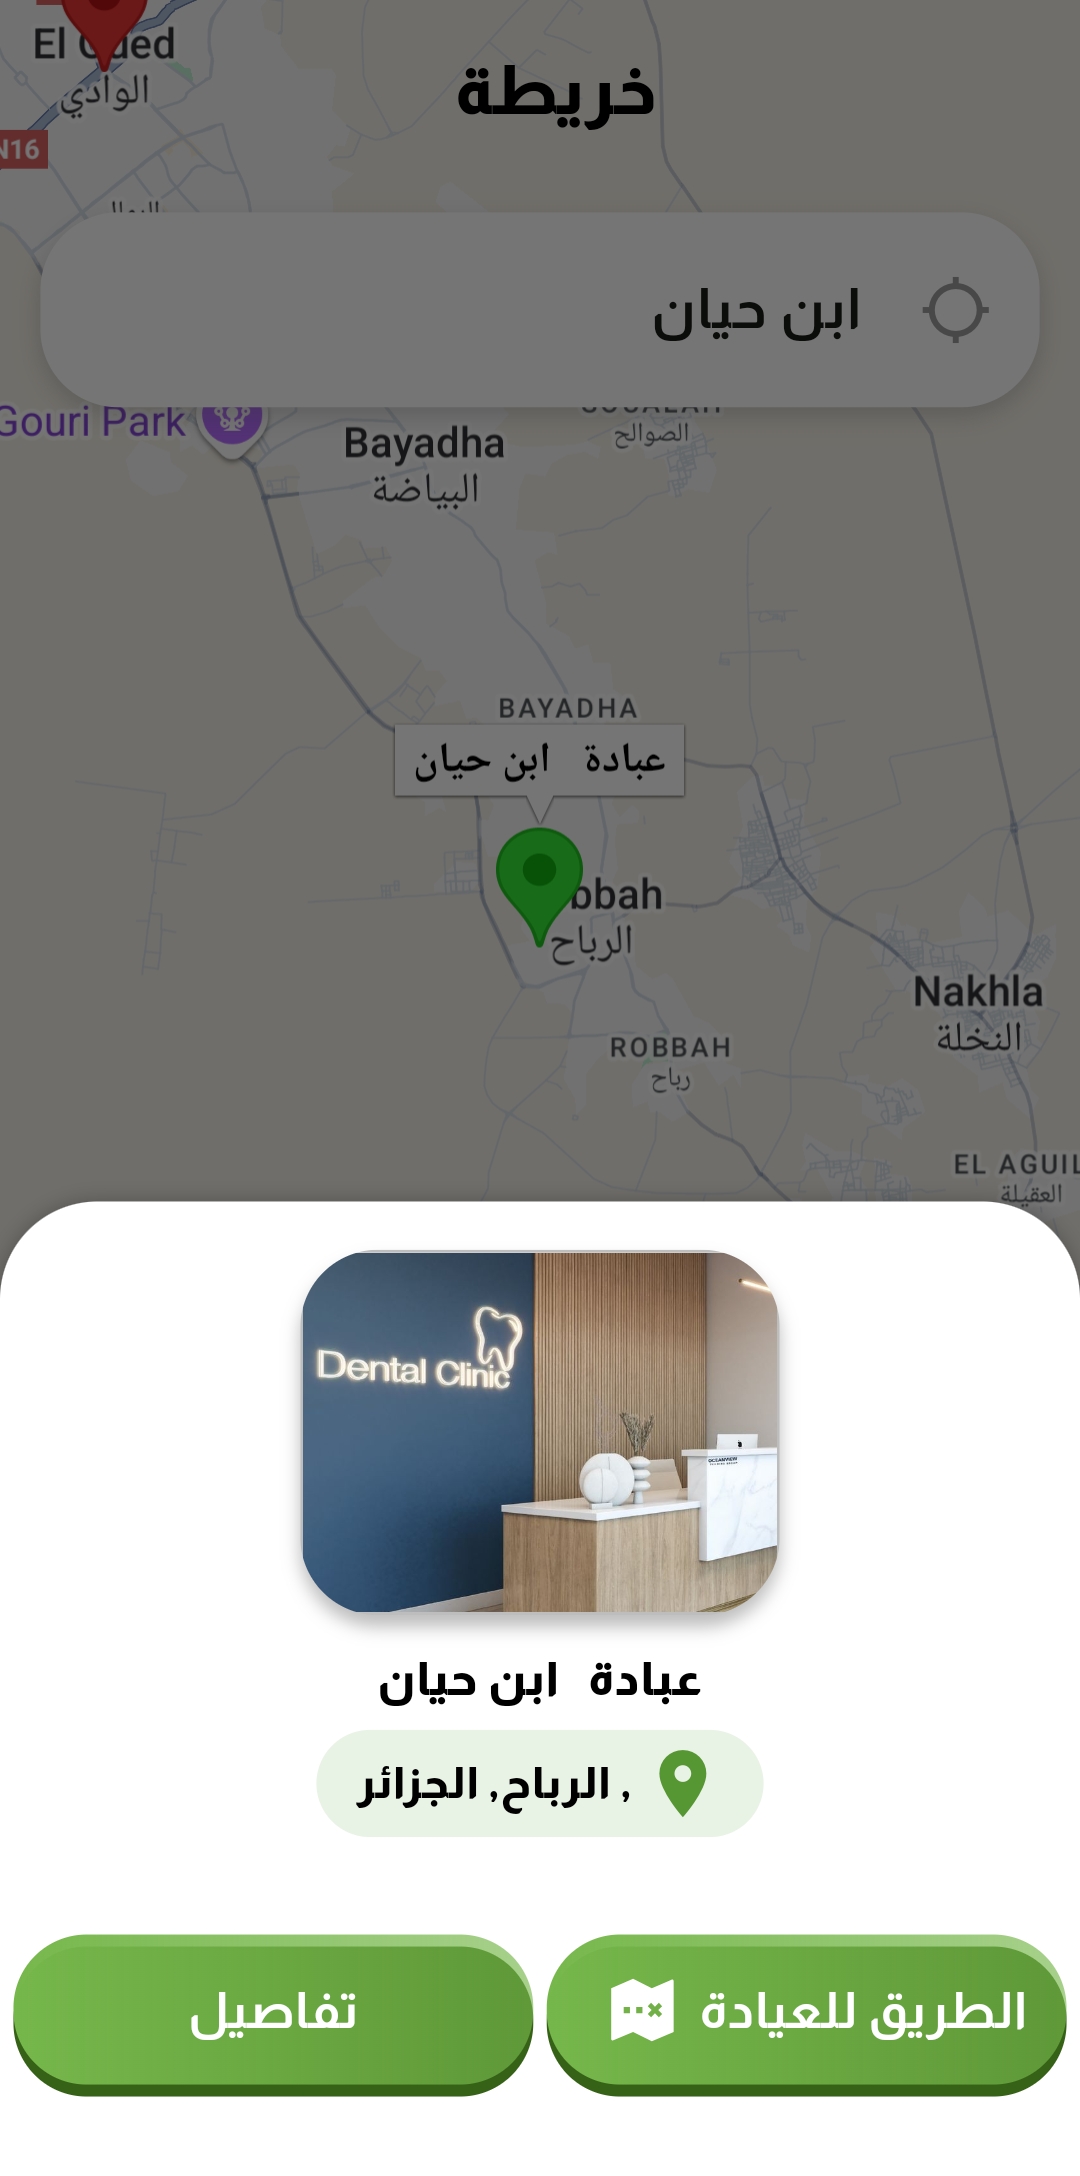 El Oued
الوادي
خريطة
N16
ابن حيان
Gouri Park
Bayadha
البياضة
الصوالح
BAYADHA
عبادة ابن حيان
bbah
الرباح
Nakhla
النخلة
ROBBAH
رباح
EL AGUIL
العقيلة
Dental Clinic
عبادة ابن حيان
, الرباح, الجزائر
الطريق للعيادة
تفاصيل